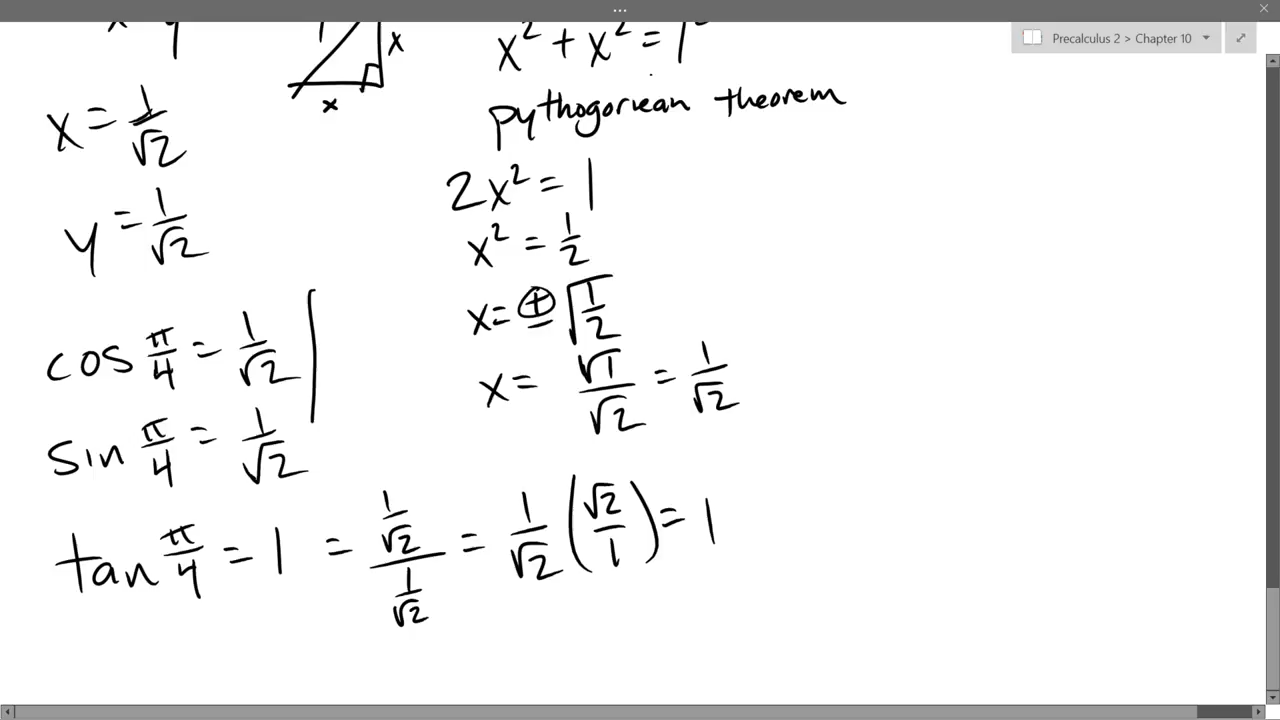 Precalculus 2 > Chapter 10
x y
1 x
x
x² + x² = 1²
pythogoriean theorem
x = 1/√2
y = 1/√2
2x² = 1
x² = 1/2
x = ± √(1/2)
x = √1/√2 = 1/√2
cos π/4 = 1/√2
sin π/4 = 1/√2
tan π/4 = 1 = (1/√2)/(1/√2) = 1/√2 (√2/1) = 1